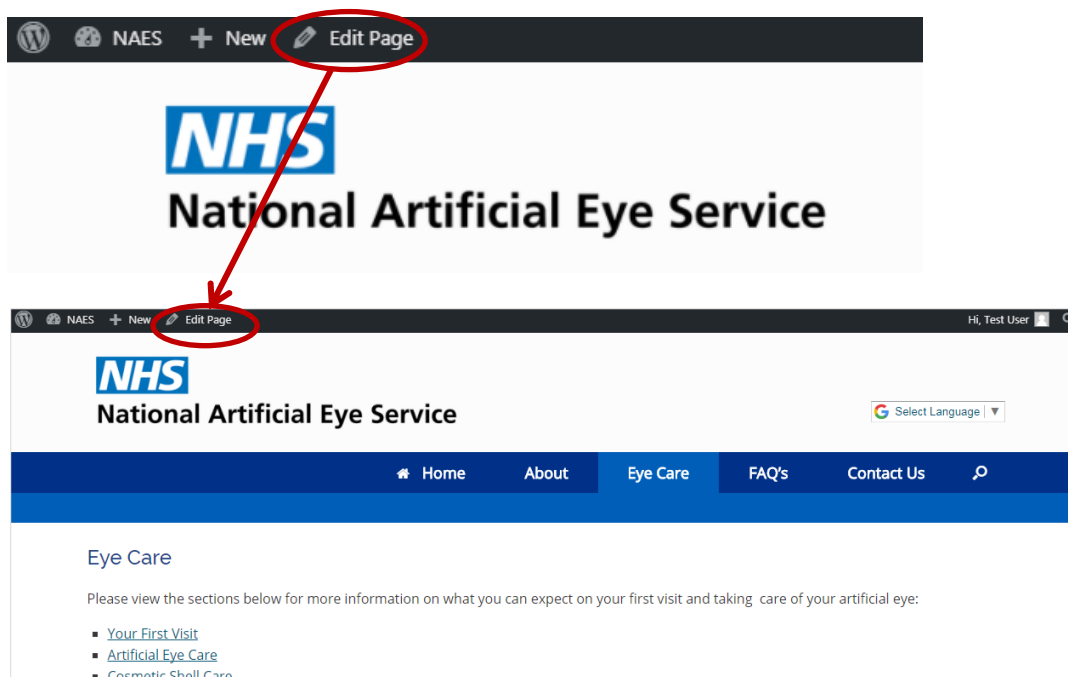 NAES + New Edit Page
NHS
National Artificial Eye Service
NAES + New Edit Page Hi, Test User
NHS
National Artificial Eye Service
G Select Language ▼
Home About Eye Care FAQ's Contact Us
Eye Care
Please view the sections below for more information on what you can expect on your first visit and taking care of your artificial eye:
Your First Visit
Artificial Eye Care
Cosmetic Shell Care